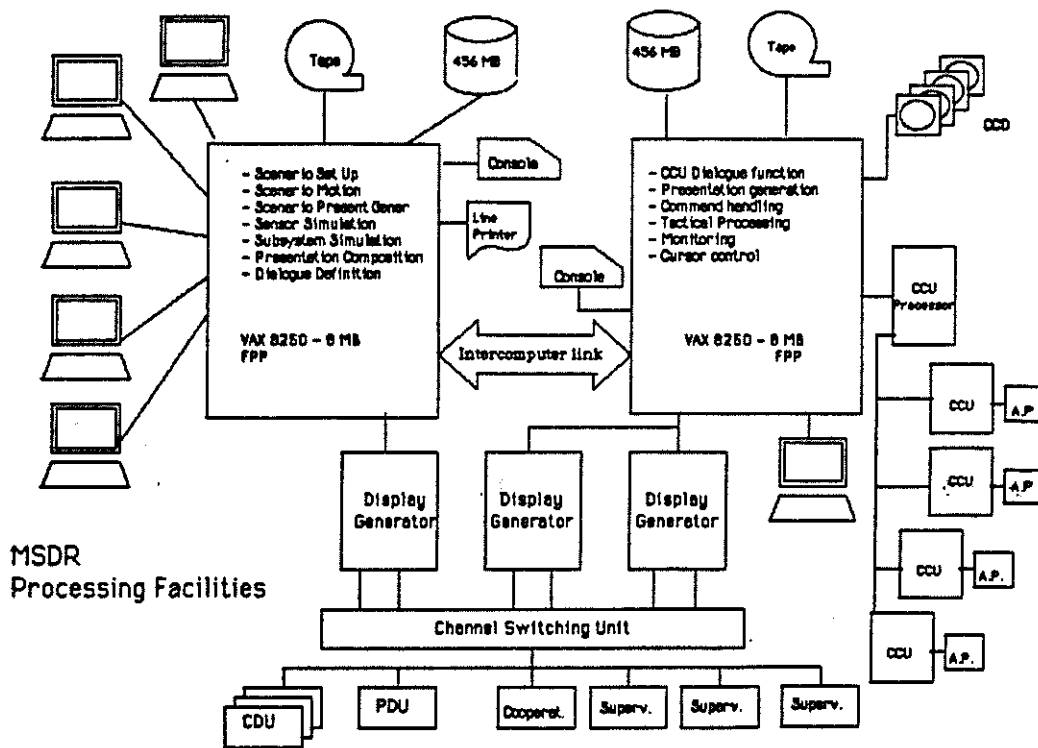 Tape
456 MB
456 MB
Tape
CCD
Console
- Scenerio Set Up
- Scenerio Motion
- Scenerio Present Gener
- Sensor Simulation
- Subsystem Simulation
- Presentation Composition
- Dialogue Definition
Line
Printer
Console
- CCU Dialogue function
- Presentation generation
- Command handling
- Tactical Processing
- Monitoring
- Cursor control
CCU
Processor
VAX 8250 - 8 MB
FPP
Intercomputer link
VAX 8250 - 8 MB
FPP
CCU
A.P
CCU
A.P
CCU
A.P.
CCU
A.P.
Display
Generator
Display
Generator
Display
Generator
MSDR
Processing Facilities
Channel Switching Unit
CDU
PDU
Cooperat.
Superv.
Superv.
Superv.